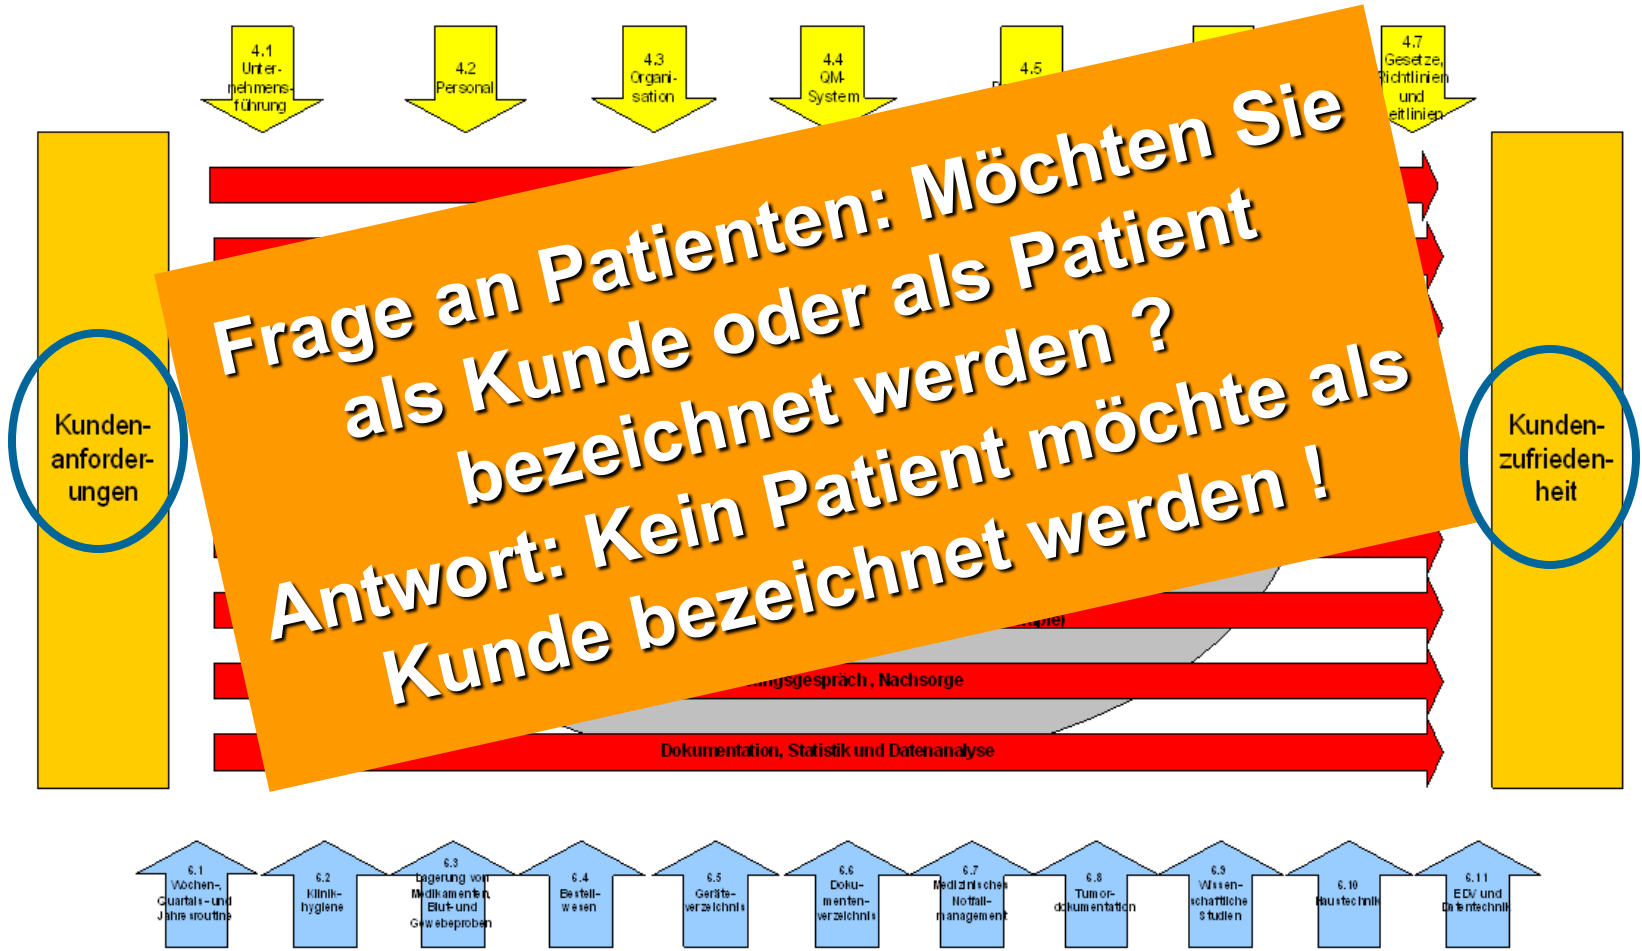 4.1
Unter-
nehmens-
führung
4.2
Personal
4.3
Organi-
sation
4.4
QM-
System
4.5
4.7
Gesetze,
Richtlinien
und
Leitlinien
Frage an Patienten: Möchten Sie
als Kunde oder als Patient
bezeichnet werden ?
Antwort: Kein Patient möchte als
Kunde bezeichnet werden !
Kunden-
anforder-
ungen
Kunden-
zufrieden-
heit
ngsgespräch, Nachsorge
Dokumentation, Statistik und Datenanalyse
6.1
Wochen-,
Quartals- und
Jahresroutine
6.2
Klinik-
hygiene
6.3
Lagerung von
Medikamenten,
Blut- und
Gewebeproben
6.4
Bestell-
wesen
6.5
Geräte-
verzeichnis
6.6
Doku-
menten-
verzeichnis
6.7
Medizinisches
Notfall-
management
6.8
Tumor-
dokumentation
6.9
Wissen-
schaftliche
Studien
6.10
Haustechnik
6.11
EDV und
Datentechnik